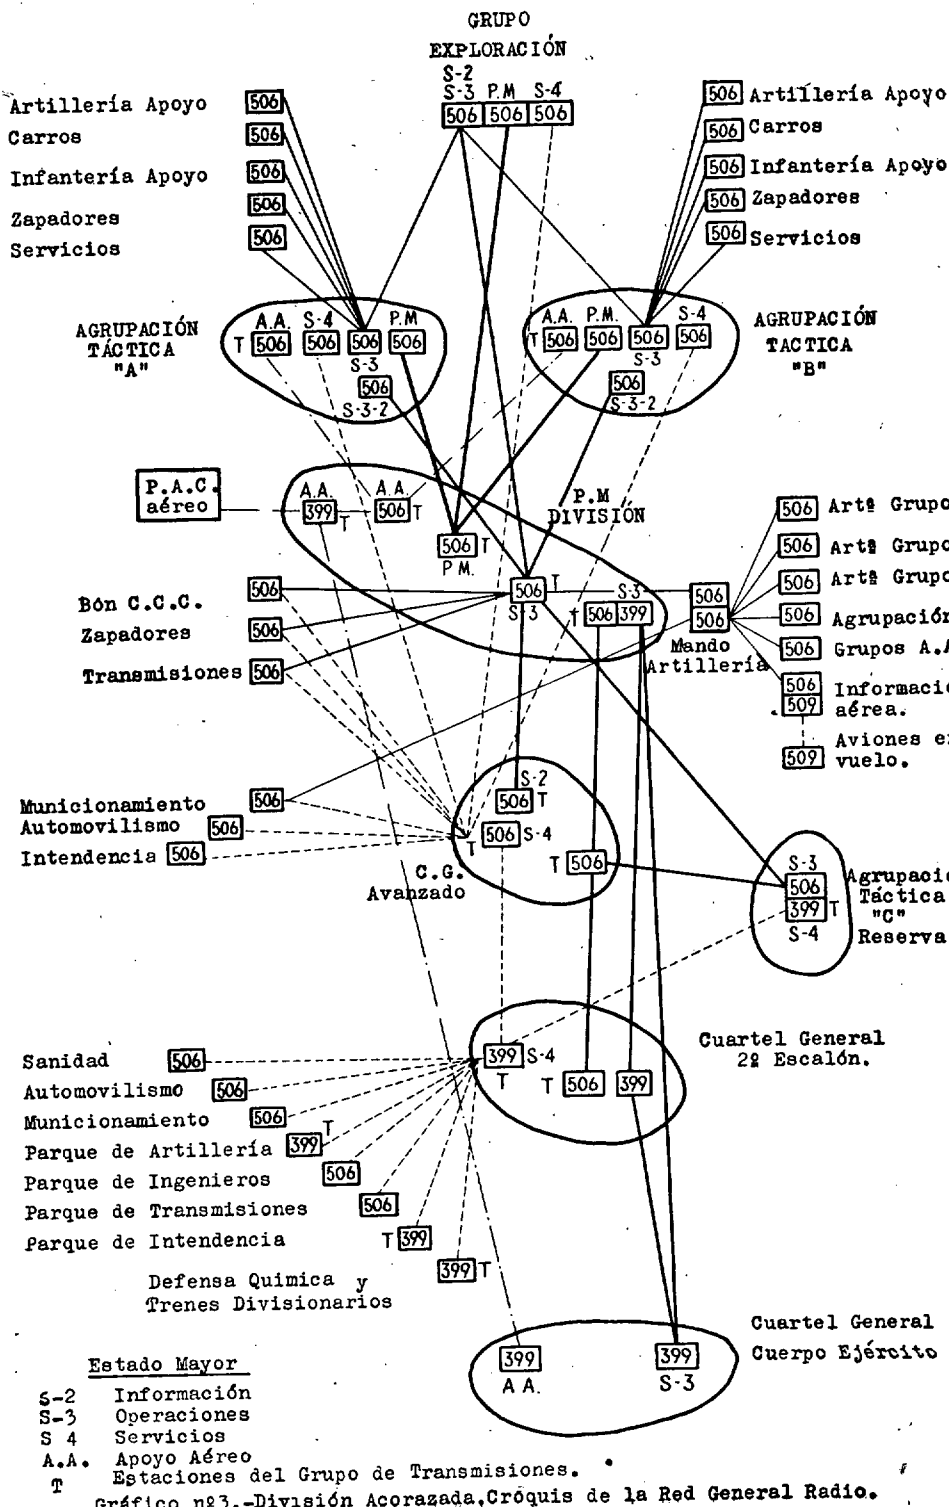 GRUPO
EXPLORACIÓN
S-2
S-3 P.M S-4
506 506 506
Artillería Apoyo 506
Carros 506
Infantería Apoyo 506
Zapadores 506
Servicios 506
506 Artillería Apoyo
506 Carros
506 Infantería Apoyo
506 Zapadores
506 Servicios
AGRUPACIÓN
TÁCTICA
"A"
A.A. S-4 P.M
T 506 506 506 506
S-3
506
S-3-2
A.A. P.M. S-4
T 506 506 506 506
S-3
506
S-3-2
AGRUPACIÓN
TACTICA
"B"
P.A.C.
aéreo
A.A. A.A.
399 T 506 T
P.M
DIVISIÓN
506 T
P M.
T
506
S-3
S-3
T 506 399
506
506
Mando
Artillería
506 Artª Grupo
506 Artª Grupo
506 Artª Grupo
506 Agrupación
506 Grupos A.A
506
509
Informació
aérea.
509
Aviones en
vuelo.
Bón C.C.C. 506
Zapadores 506
Transmisiones 506
Municionamiento 506
Automovilismo 506
Intendencia 506
S-2
506 T
T 506 S-4
T 506
C.G.
Avanzado
S-3
506
399 T
S-4
Agrupació
Táctica
"C"
Reserva
Cuartel General
2º Escalón.
399 S-4
T
T 506 399
Sanidad 506
Automovilismo 506
Municionamiento 506
Parque de Artillería 399 T
Parque de Ingenieros 506
Parque de Transmisiones 506
Parque de Intendencia T 399
Defensa Quimica y
Trenes Divisionarios
399 T
Cuartel General
Cuerpo Ejército
399 399
A A. S-3
Estado Mayor
S-2 Información
S-3 Operaciones
S 4 Servicios
A.A. Apoyo Aéreo
T Estaciones del Grupo de Transmisiones.
Gráfico nº3.-División Acorazada.Cróquis de la Red General Radio.